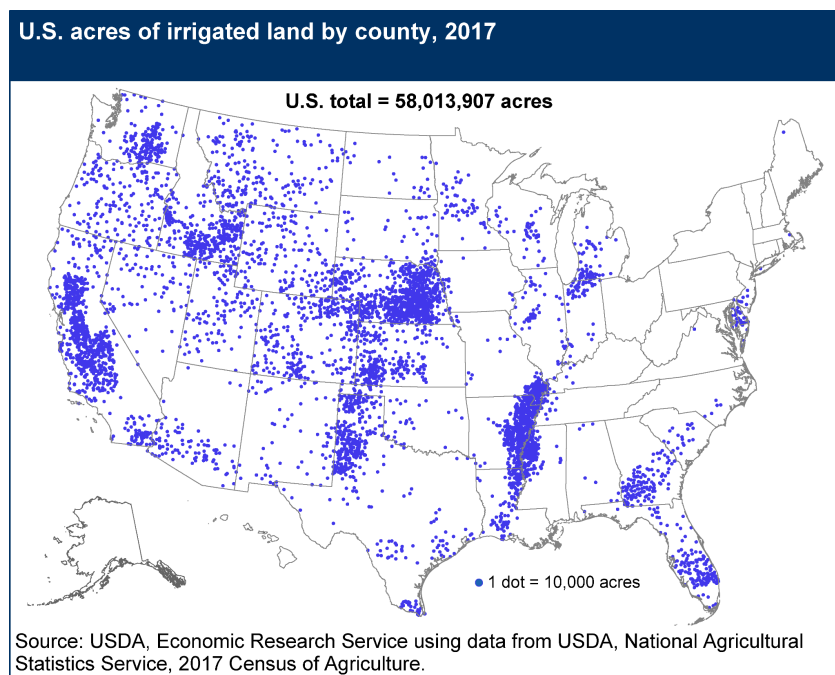 U.S. acres of irrigated land by county, 2017
U.S. total = 58,013,907 acres
1 dot = 10,000 acres
Source: USDA, Economic Research Service using data from USDA, National Agricultural
Statistics Service, 2017 Census of Agriculture.